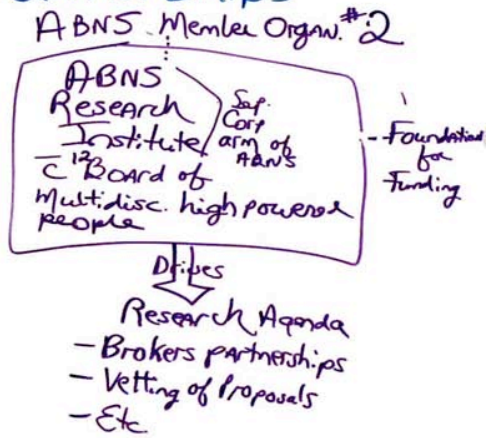 ABNS Member Organ. #2
ABNS
Research
Institute
c̄ 12 Board of
Multidisc. high powered
people
Sep.
Corp
arm of
ABNS
- Foundation
for
Funding
Drives
Research Agenda
- Brokers partnerships
- Vetting of Proposals
- Etc.